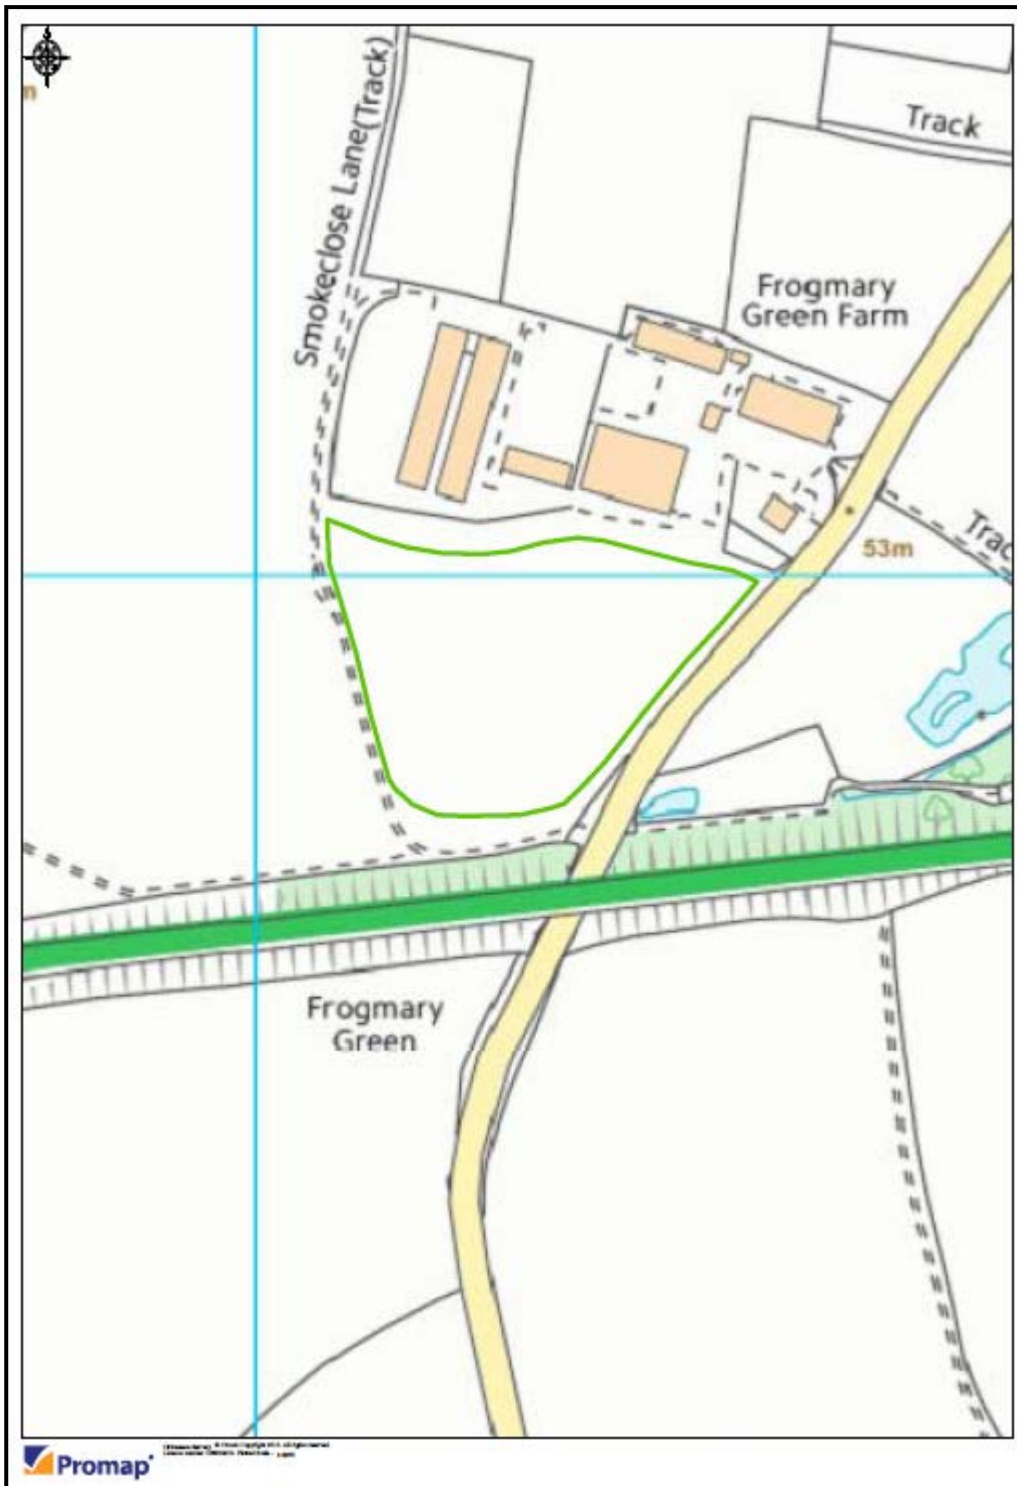 m
Smokeclose Lane(Track)
Track
Frogmary
Green Farm
53m
Trac
Frogmary
Green
Promap